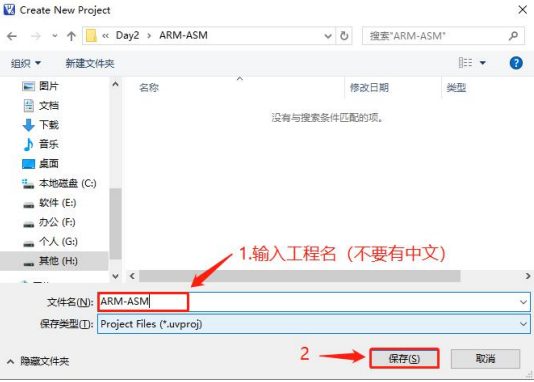 Create New Project
« Day2 > ARM-ASM
搜索"ARM-ASM"
组织 新建文件夹
图片
文档
下载
音乐
桌面
本地磁盘 (C:)
软件 (E:)
办公 (F:)
个人 (G:)
其他 (H:)
名称 修改日期 类型
没有与搜索条件匹配的项。
1.输入工程名（不要有中文）
文件名(N): ARM-ASM
保存类型(T): Project Files (*.uvproj)
2
隐藏文件夹 保存(S) 取消